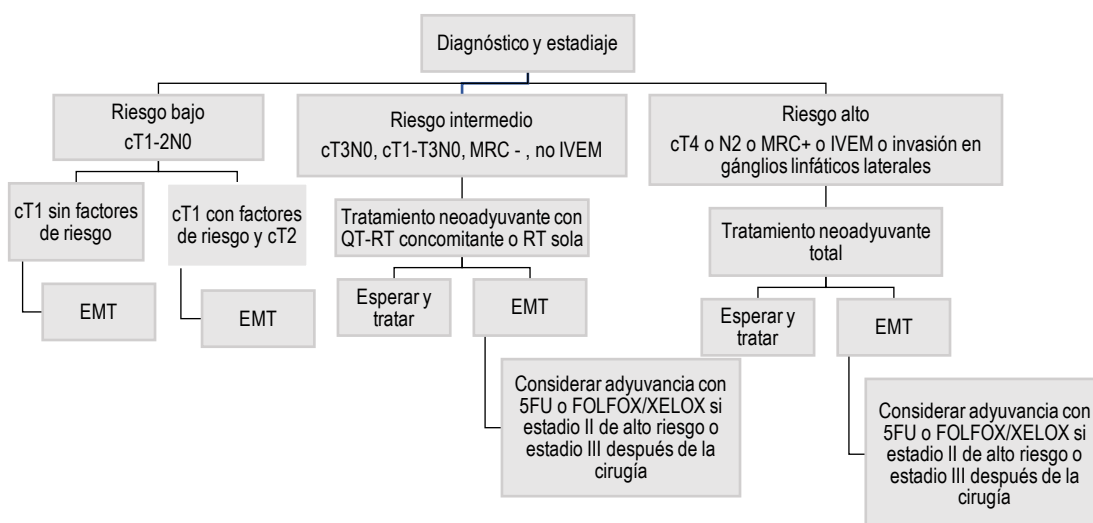 Diagnóstico y estadiaje
Riesgo bajo
cT1-2N0
Riesgo intermedio
cT3N0, cT1-T3N0, MRC - , no IVEM
Riesgo alto
cT4 o N2 o MRC+ o IVEM o invasión en
gánglios linfáticos laterales
cT1 sin factores
de riesgo
cT1 con factores
de riesgo y cT2
Tratamiento neoadyuvante con
QT-RT concomitante o RT sola
Tratamiento neoadyuvante
total
EMT
EMT
Esperar y
tratar
EMT
Esperar y
tratar
EMT
Considerar adyuvancia con
5FU o FOLFOX/XELOX si
estadio II de alto riesgo o
estadio III después de la
cirugía
Considerar adyuvancia con
5FU o FOLFOX/XELOX si
estadio II de alto riesgo o
estadio III después de la
cirugía